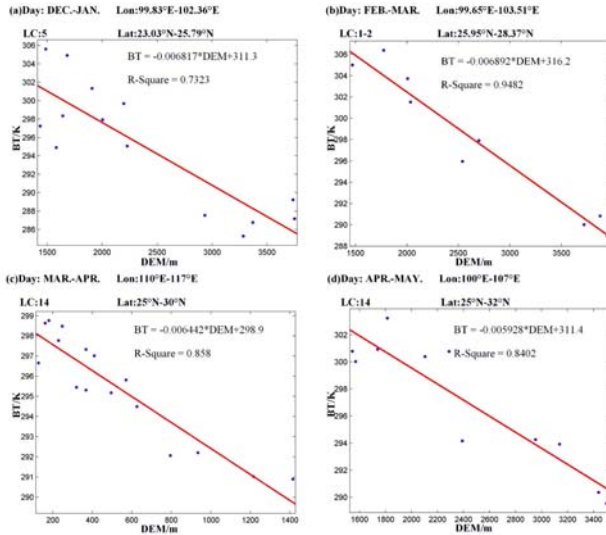 (a)Day: DEC.-JAN. Lon:99.83°E-102.36°E
LC:5 Lat:23.03°N-25.79°N
BT = -0.006817*DEM+311.3
R-Square = 0.7323
BT/K
306
304
302
300
298
296
294
292
290
288
286
1500 2000 2500 3000 3500
DEM/m
(b)Day: FEB.-MAR. Lon:99.65°E-103.51°E
LC:1-2 Lat:25.95°N-28.37°N
BT = -0.006892*DEM+316.2
R-Square = 0.9482
BT/K
306
304
302
300
298
296
294
292
290
1500 2000 2500 3000 3500
DEM/m
(c)Day: MAR.-APR. Lon:110°E-117°E
LC:14 Lat:25°N-30°N
BT = -0.006442*DEM+298.9
R-Square = 0.858
BT/K
299
298
297
296
295
294
293
292
291
290
200 400 600 800 1000 1200 1400
DEM/m
(d)Day: APR.-MAY. Lon:100°E-107°E
LC:14 Lat:25°N-32°N
BT = -0.005928*DEM+311.4
R-Square = 0.8402
BT/K
304
302
300
298
296
294
292
290
1600 1800 2000 2200 2400 2600 2800 3000 3200 3400
DEM/m